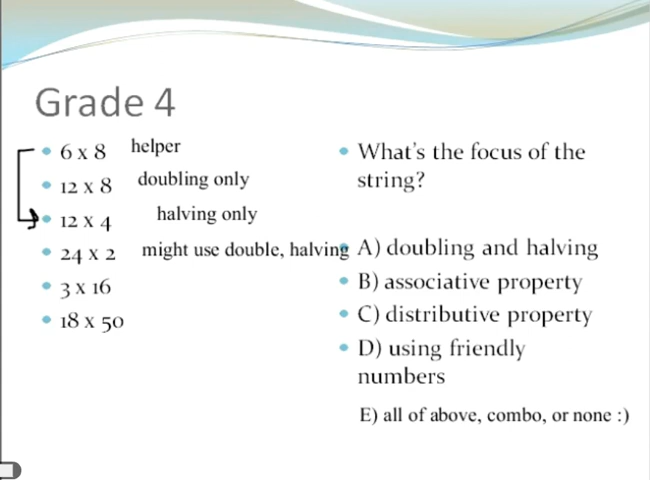 Grade 4
• 6 x 8 helper
• 12 x 8 doubling only
• 12 x 4 halving only
• 24 x 2 might use double, halving
• 3 x 16
• 18 x 50
• What's the focus of the
string?
• A) doubling and halving
• B) associative property
• C) distributive property
• D) using friendly
numbers
E) all of above, combo, or none :)